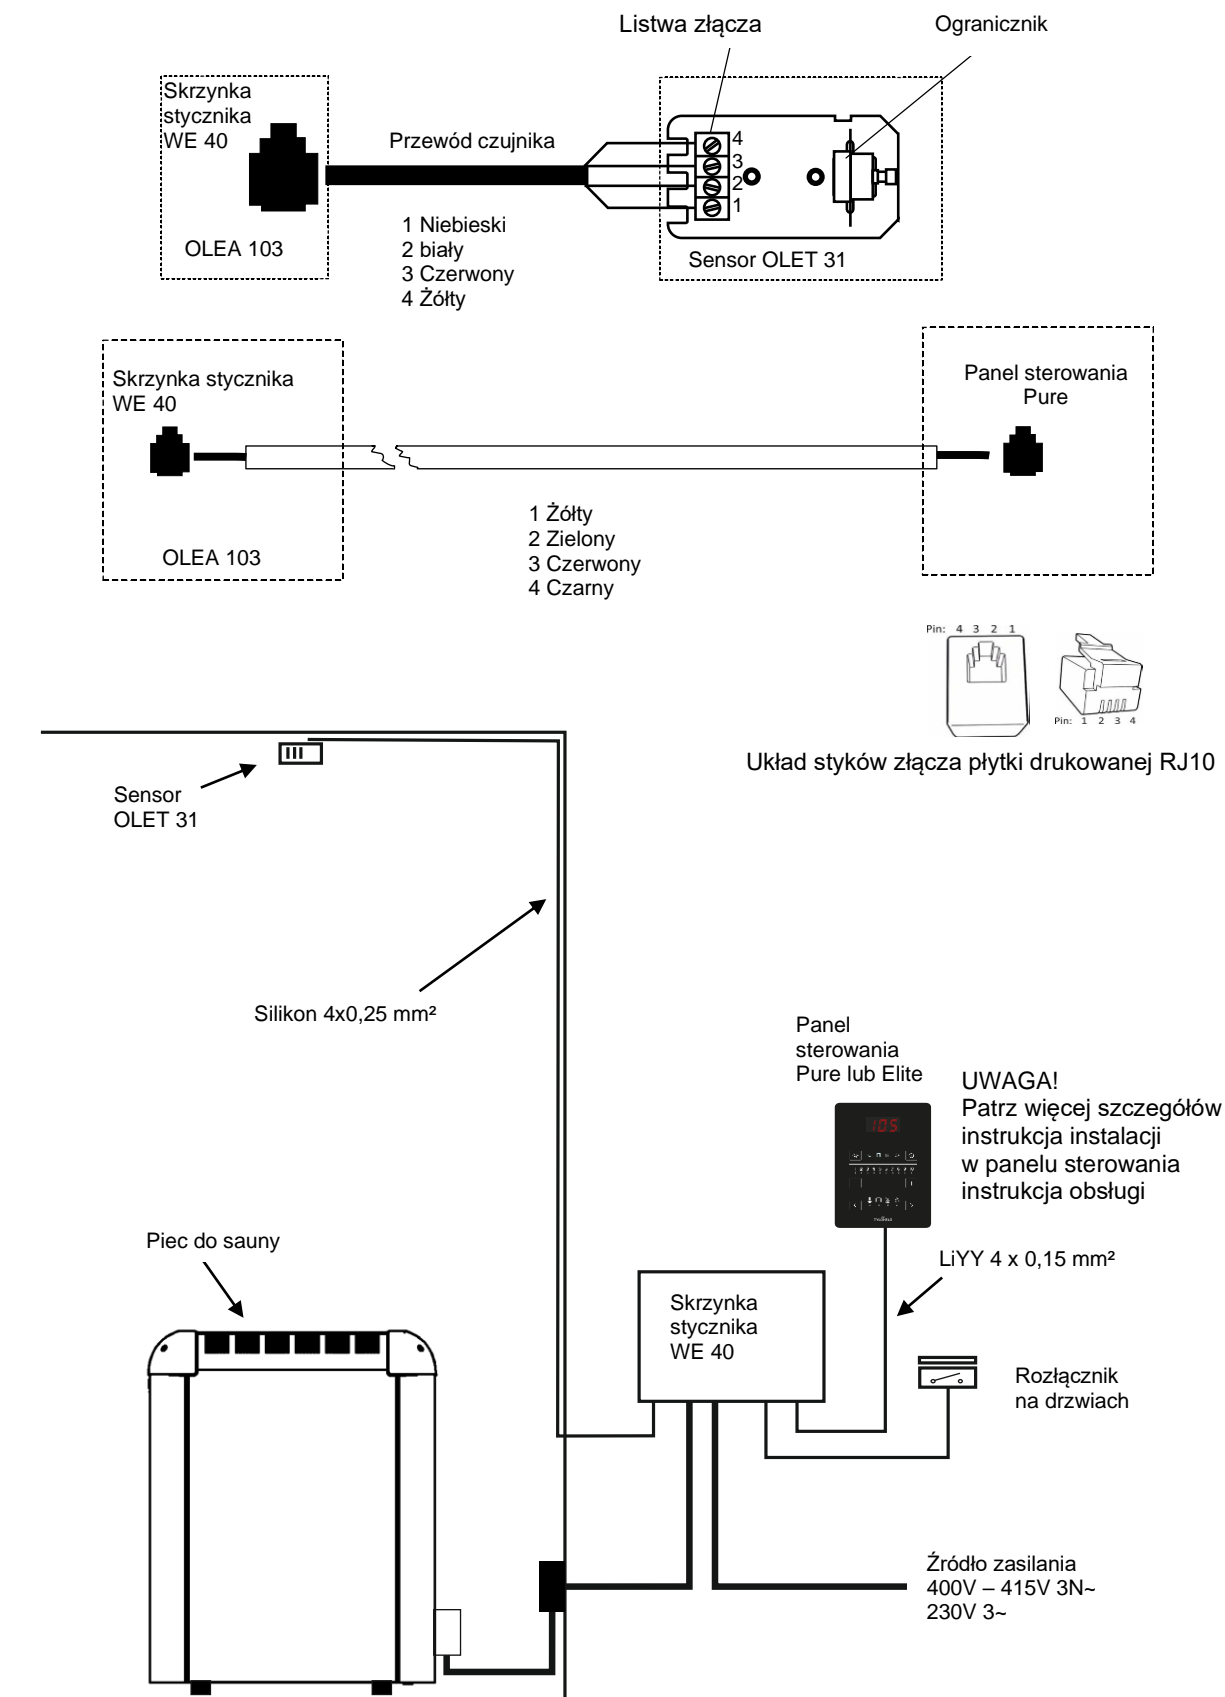 Listwa złącza
Ogranicznik
Skrzynka
stycznika
WE 40
Przewód czujnika
4
3
2
1
1 Niebieski
2 biały
3 Czerwony
4 Żółty
OLEA 103
Sensor OLET 31
Skrzynka stycznika
WE 40
Panel sterowania
Pure
1 Żółty
2 Zielony
3 Czerwony
4 Czarny
OLEA 103
Pin: 4 3 2 1
Pin: 1 2 3 4
Układ styków złącza płytki drukowanej RJ10
Sensor
OLET 31
Silikon 4x0,25 mm²
Panel
sterowania
Pure lub Elite
UWAGA!
Patrz więcej szczegółów
instrukcja instalacji
w panelu sterowania
instrukcja obsługi
105
Piec do sauny
LiYY 4 x 0,15 mm²
Skrzynka
stycznika
WE 40
Rozłącznik
na drzwiach
Źródło zasilania
400V – 415V 3N~
230V 3~